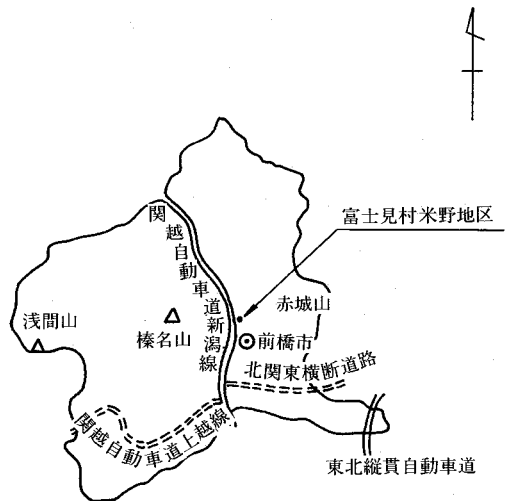 富士見村米野地区
関越自動車道新潟線
赤城山
浅間山
榛名山
前橋市
北関東横断道路
関越自動車道上越線
東北縦貫自動車道